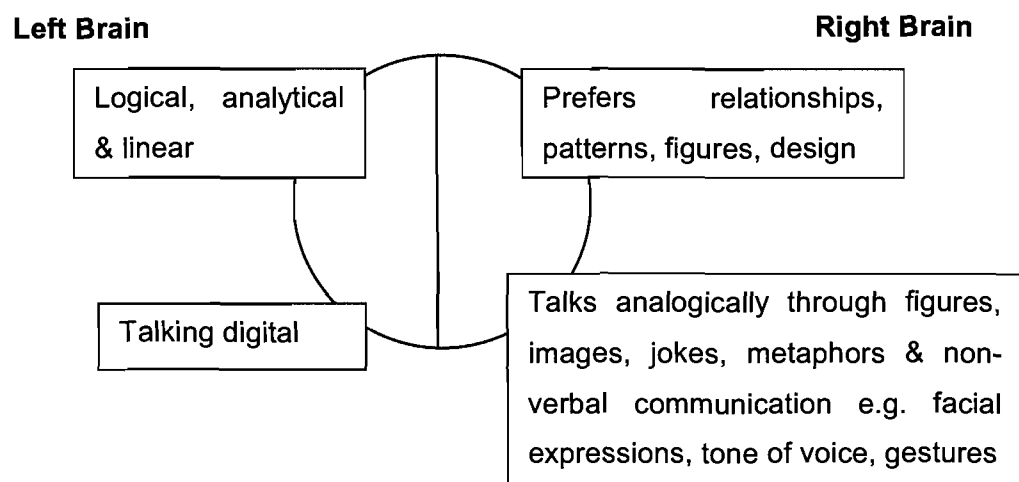 Left Brain
Right Brain
Logical, analytical
& linear
Prefers relationships,
patterns, figures, design
Talking digital
Talks analogically through figures,
images, jokes, metaphors & non-
verbal communication e.g. facial
expressions, tone of voice, gestures